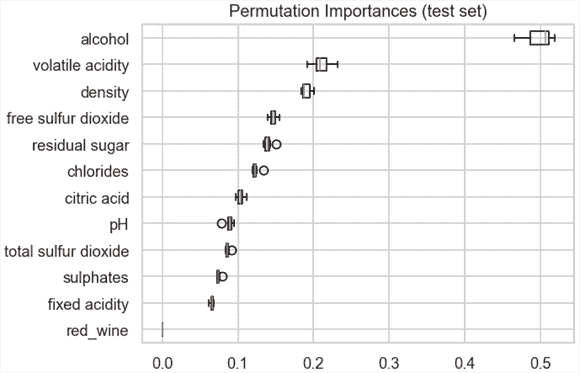 Permutation Importances (test set)
alcohol
volatile acidity
density
free sulfur dioxide
residual sugar
chlorides
citric acid
pH
total sulfur dioxide
sulphates
fixed acidity
red_wine
0.0 0.1 0.2 0.3 0.4 0.5